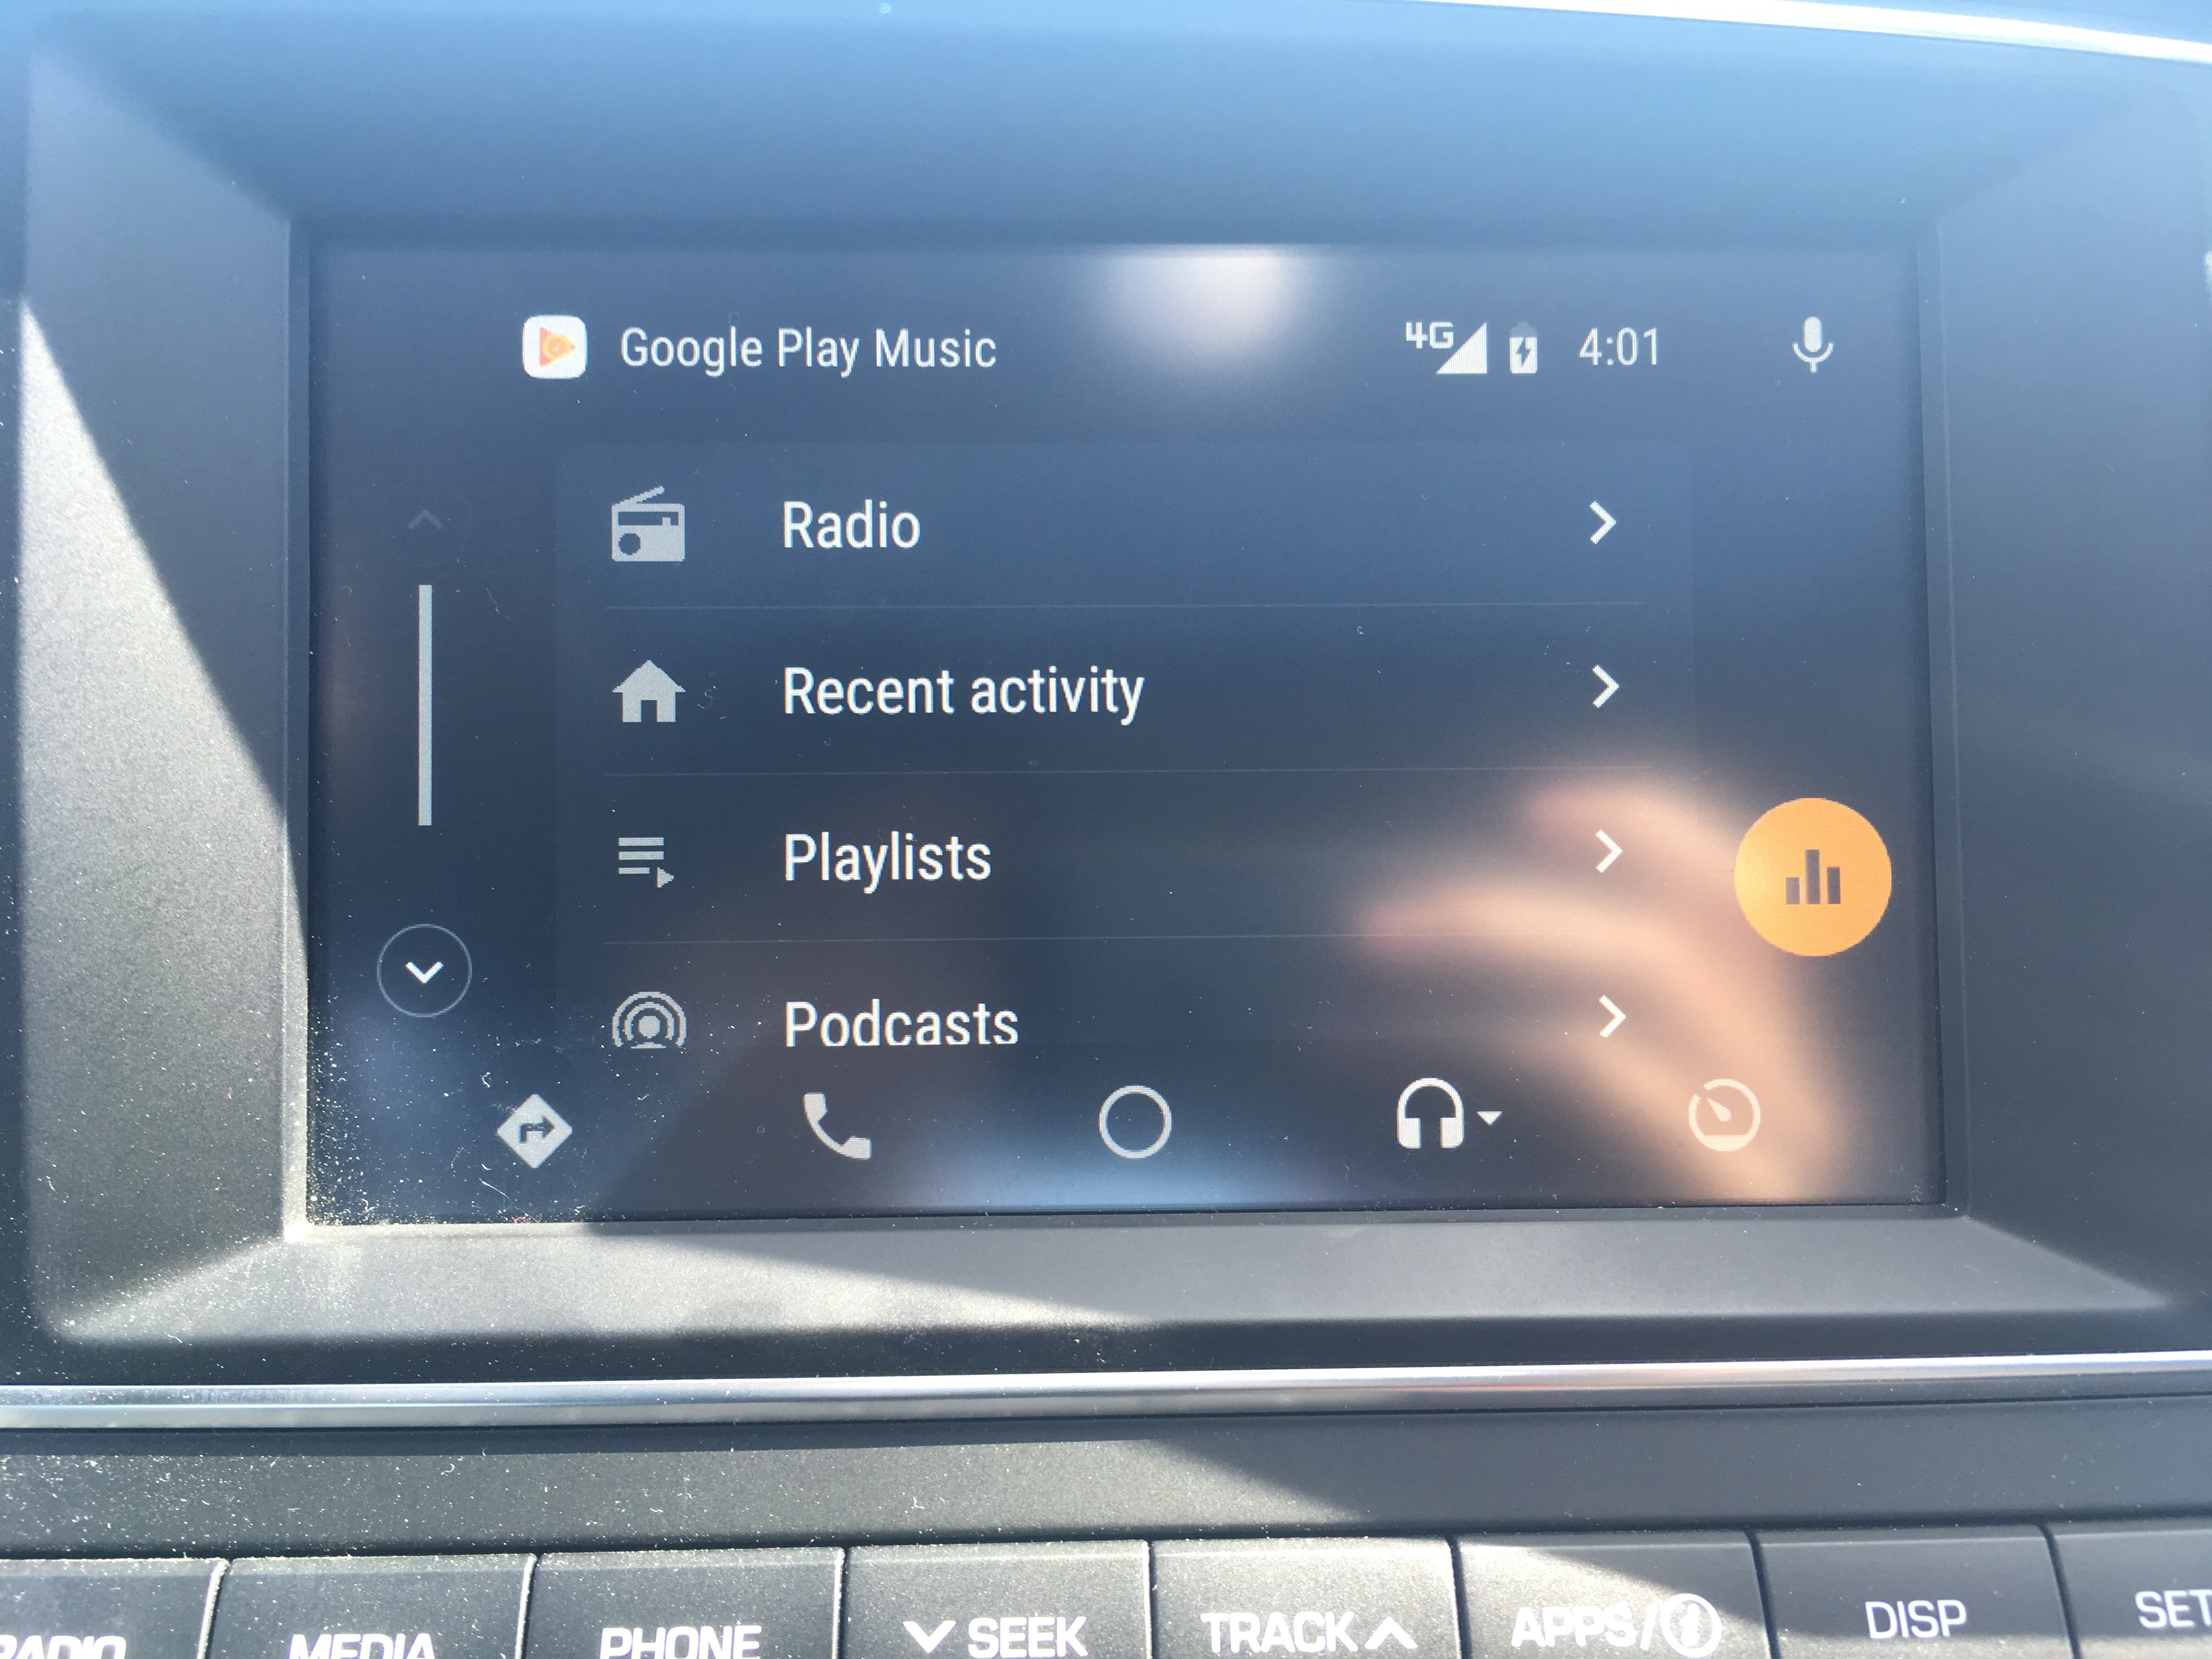 Google Play Music
4G 4:01
Radio
Recent activity
Playlists
Podcasts
RADIO
MEDIA
PHONE
SEEK
TRACK
APPS/
DISP
SET